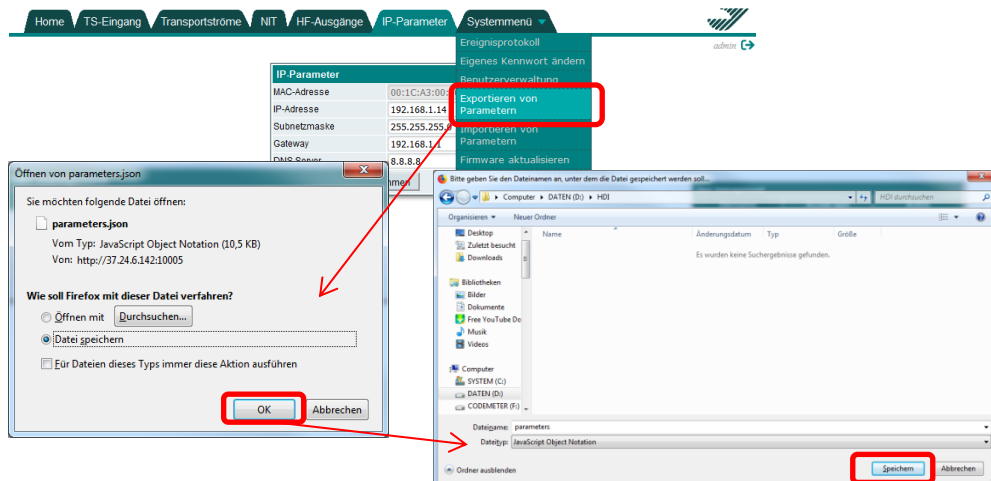 Home TS-Eingang Transportströme NIT HF-Ausgänge IP-Parameter Systemmenü
admin
Ereignisprotokoll
Eigenes Kennwort ändern
Benutzerverwaltung
Exportieren von
Parametern
Importieren von
Parametern
Firmware aktualisieren
IP-Parameter
MAC-Adresse 00:1C:A3:00:
IP-Adresse 192.168.1.14
Subnetzmaske 255.255.255.0
Gateway 192.168.1.1
DNS Server 8.8.8.8
Öffnen von parameters.json
Sie möchten folgende Datei öffnen:
parameters.json
Vom Typ: JavaScript Object Notation (10,5 KB)
Von: http://37.24.6.142:10005
Wie soll Firefox mit dieser Datei verfahren?
Öffnen mit Durchsuchen...
Datei speichern
Für Dateien dieses Typs immer diese Aktion ausführen
OK Abbrechen
Bitte geben Sie den Dateinamen an, unter dem die Datei gespeichert werden soll...
Computer DATEN (D:) HDI HDI durchsuchen
Organisieren Neuer Ordner
Name Änderungsdatum Typ Größe
Es wurden keine Suchergebnisse gefunden.
Desktop
Zuletzt besucht
Downloads
Bibliotheken
Bilder
Dokumente
Free YouTube Do
Musik
Videos
Computer
SYSTEM (C:)
DATEN (D:)
CODEMETER (F:)
Dateiname: parameters
Dateityp: JavaScript Object Notation
Ordner ausblenden Speichern Abbrechen